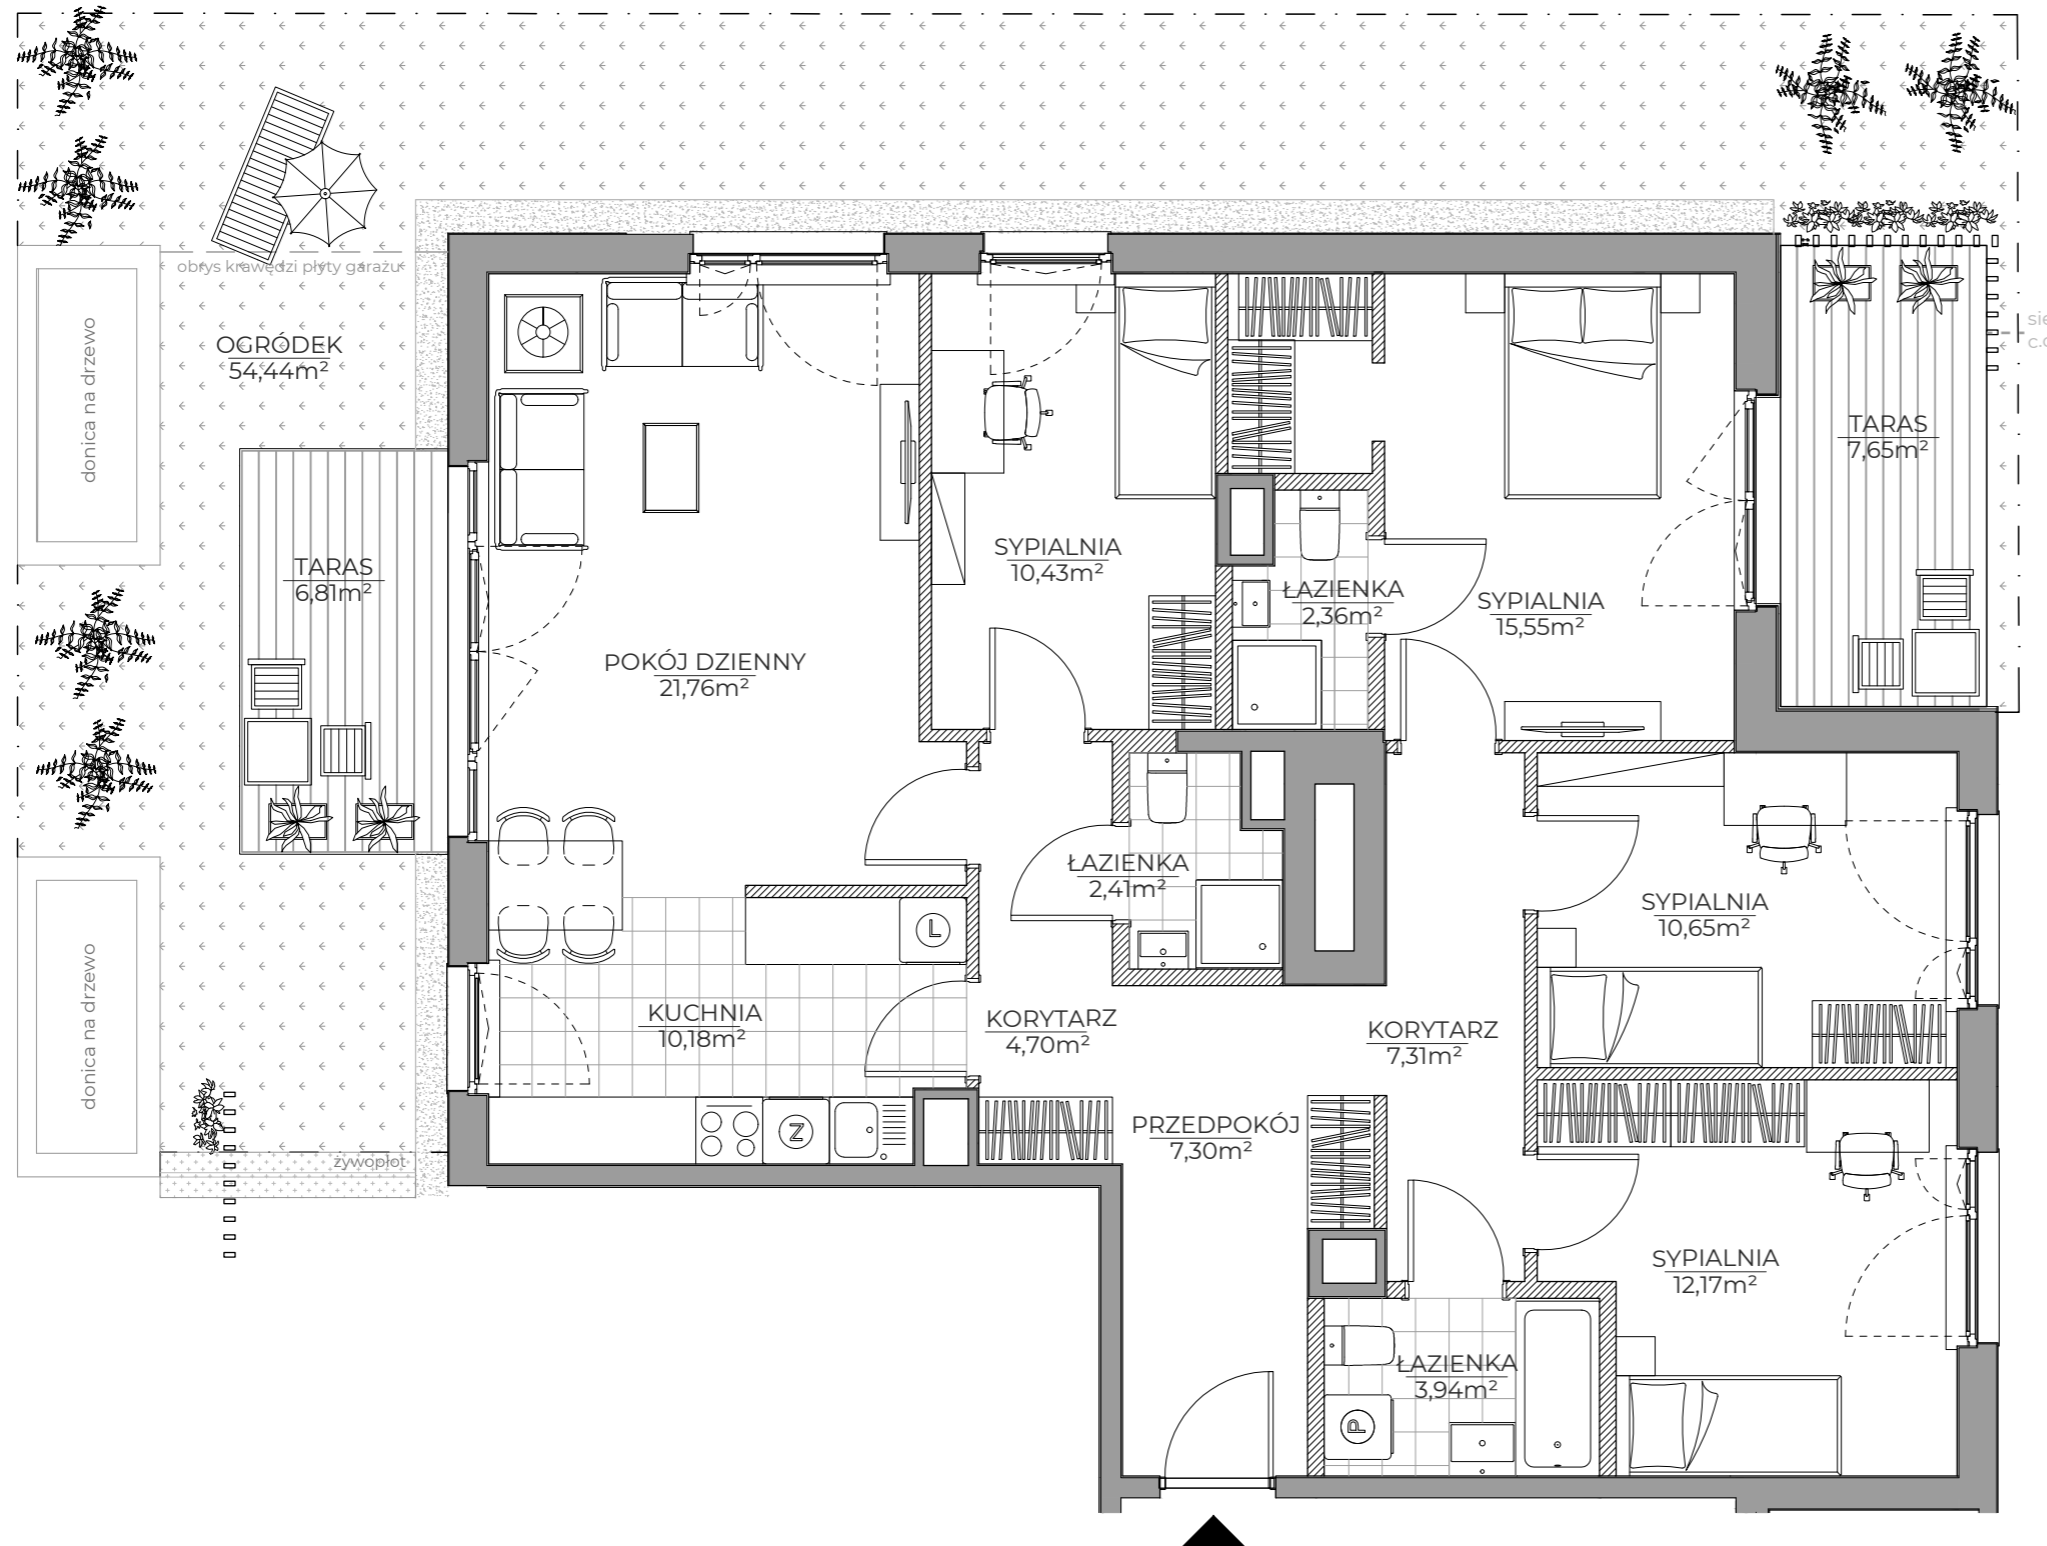 obrys krawędzi płyty garażu
donica na drzewo
OGRÓDEK
54,44m²
TARAS
6,81m²
donica na drzewo
żywopłot
POKÓJ DZIENNY
21,76m²
SYPIALNIA
10,43m²
ŁAZIENKA
2,36m²
SYPIALNIA
15,55m²
TARAS
7,65m²
ŁAZIENKA
2,41m²
SYPIALNIA
10,65m²
L
KUCHNIA
10,18m²
Z
KORYTARZ
4,70m²
KORYTARZ
7,31m²
PRZEDPOKÓJ
7,30m²
SYPIALNIA
12,17m²
ŁAZIENKA
3,94m²
P